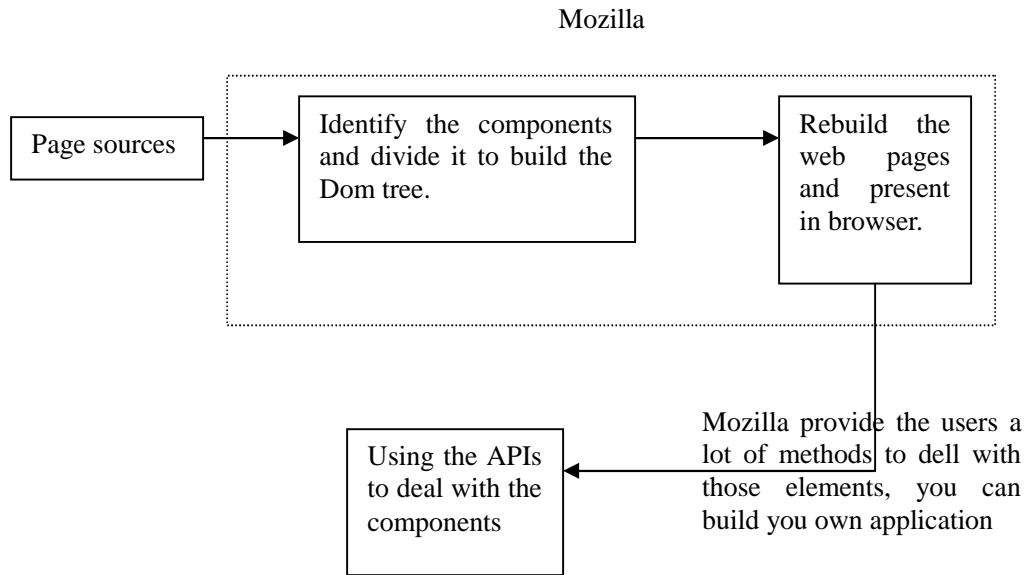 Mozilla
Page sources
Identify the components
and divide it to build the
Dom tree.
Rebuild the
web pages
and present
in browser.
Using the APIs
to deal with the
components
Mozilla provide the users a
lot of methods to dell with
those elements, you can
build you own application